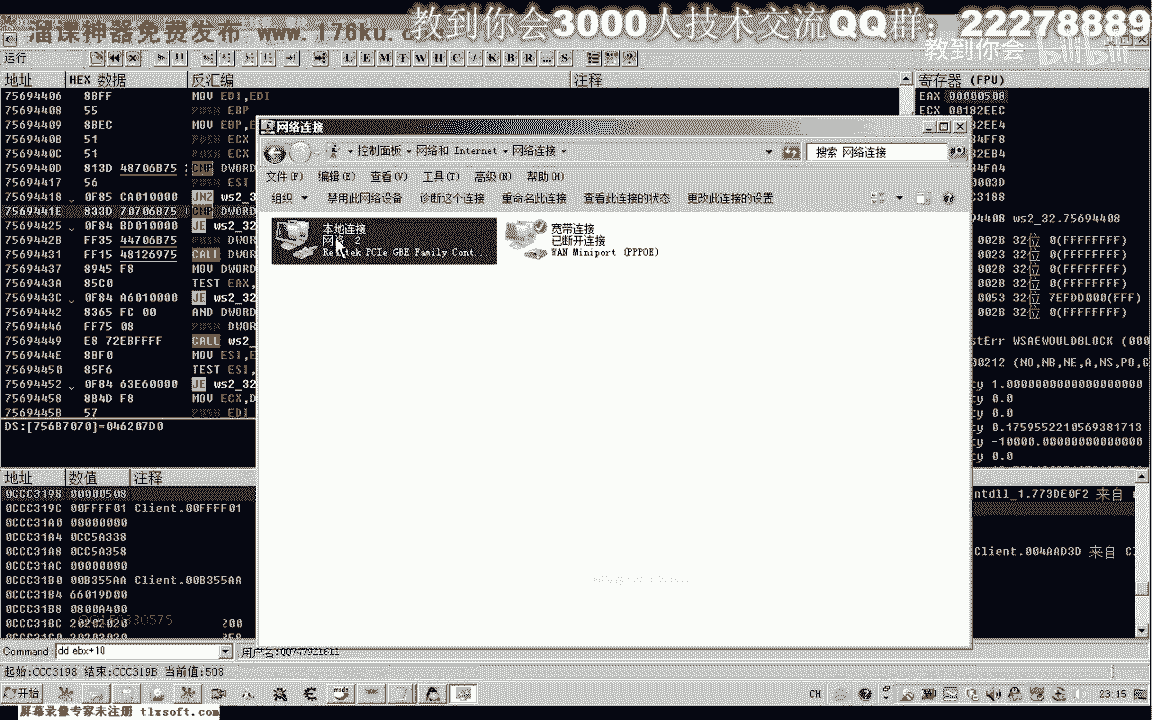 溜课神器免费发布 www.176ku.c
教到你会3000人技术交流QQ群：22278889
教到你会 bilibili
运行
L E M T W H C / K B R ... S
地址 HEX 数据 反汇编 注释
寄存器 (FPU)
75694406 8BFF MOV EDI,EDI
EAX 00000508
75694408 55 PUSH EBP
ECX 00182EEC
75694409 8BEC MOV EBP,E
7569440B 51 PUSH ECX
7569440C 51 PUSH ECX
7569440D 813D 48706B75 CMP DWORD
75694417 56 PUSH ESI
75694418 0F85 CA010000 JNZ ws2_
7569441E 833D 70706B75 CMP DWORD
75694425 0F84 BD010000 JE ws2_32
7569442B FF35 44706B75 PUSH DWOR
75694431 FF15 48126975 CALL DWOR
75694437 8945 F8 MOV DWORD
7569443A 85C0 TEST EAX,
7569443C 0F84 A6010000 JE ws2_32
75694442 8365 FC 00 AND DWORD
75694446 FF75 08 PUSH DWOR
75694449 E8 72EBFFFF CALL ws2_
7569444E 8BF0 MOV ESI,E
75694450 85F6 TEST ESI,
75694452 0F84 63E60000 JE ws2_32
75694458 8B4D F8 MOV ECX,D
7569445B 57 PUSH EDI
DS:[756B7070]=046207D0
网络连接
控制面板 网络和 Internet 网络连接
搜索 网络连接
文件(F) 编辑(E) 查看(V) 工具(T) 高级(N) 帮助(H)
组织 禁用此网络设备 诊断这个连接 重命名此连接 查看此连接的状态 更改此连接的设置
本地连接
网络 2
Realtek PCIe GBE Family Cont...
宽带连接
已断开连接
WAN Miniport (PPPOE)
94408 ws2_32.75694408
002B 32位 0(FFFFFFFF)
0023 32位 0(FFFFFFFF)
002B 32位 0(FFFFFFFF)
002B 32位 0(FFFFFFFF)
0053 32位 7EFDD000(FFF)
002B 32位 0(FFFFFFFF)
stErr WSAEWOULDBLOCK (000
00212 (NO,NB,NE,A,NS,PO,G
ty 1.0000000000000000000
ty 0.0
ty 0.0
ty 0.1759552210569381713
ty -10000.00000000000000
ty 0.0
地址 数值 注释
0CCC3198 00000508
ntdll_1.773DE0F2 来自
0CCC319C 00FFFF01 Client.00FFFF01
0CCC31A0 00000000
0CCC31A4 0CC5A338
0CCC31A8 0CC5A358
Client.004AAD3D 来自 C
0CCC31AC 00000000
0CCC31B0 00B355AA Client.00B355AA
0CCC31B4 66019D00
0CCC31B8 0800A400
0CCC31BC 20202020
Command: dd ebx+10
起始:CCC3198 结束:CCC319B 当前值:508
开始
CH
23:15
屏幕录像专家未注册 tlxsoft.com